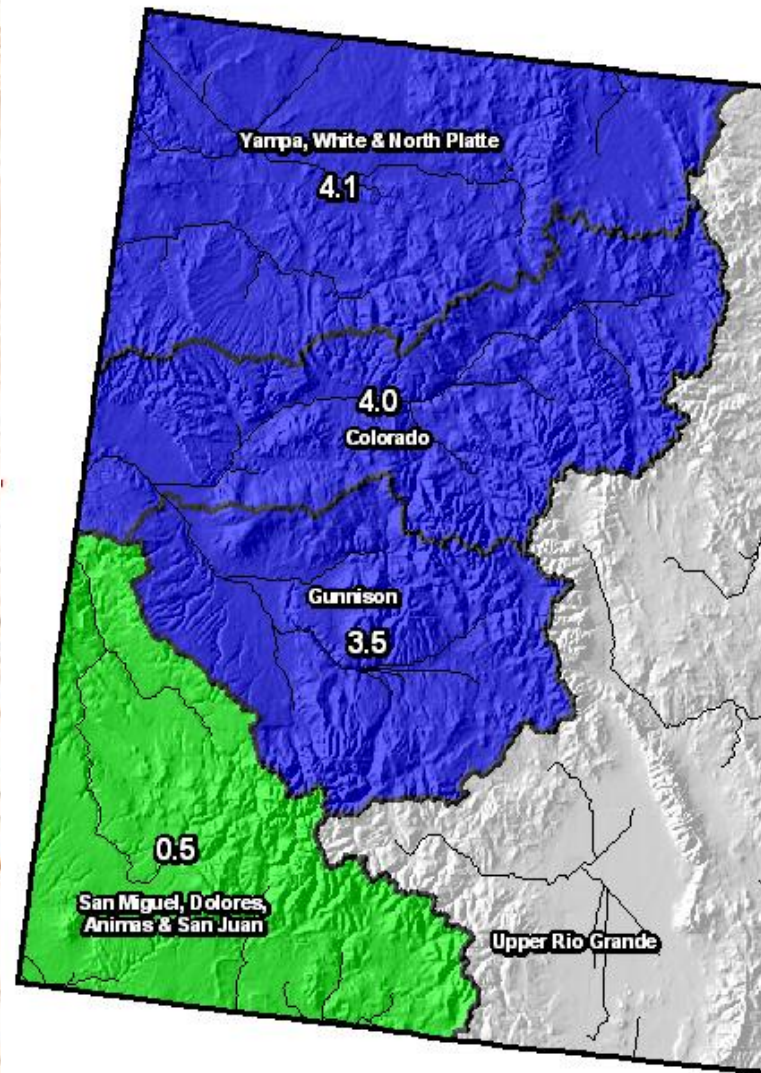 Yampa, White & North Platte
4.1
4.0
Colorado
Gunnison
3.5
0.5
San Miguel, Dolores,
Animas & San Juan
Upper Rio Grande